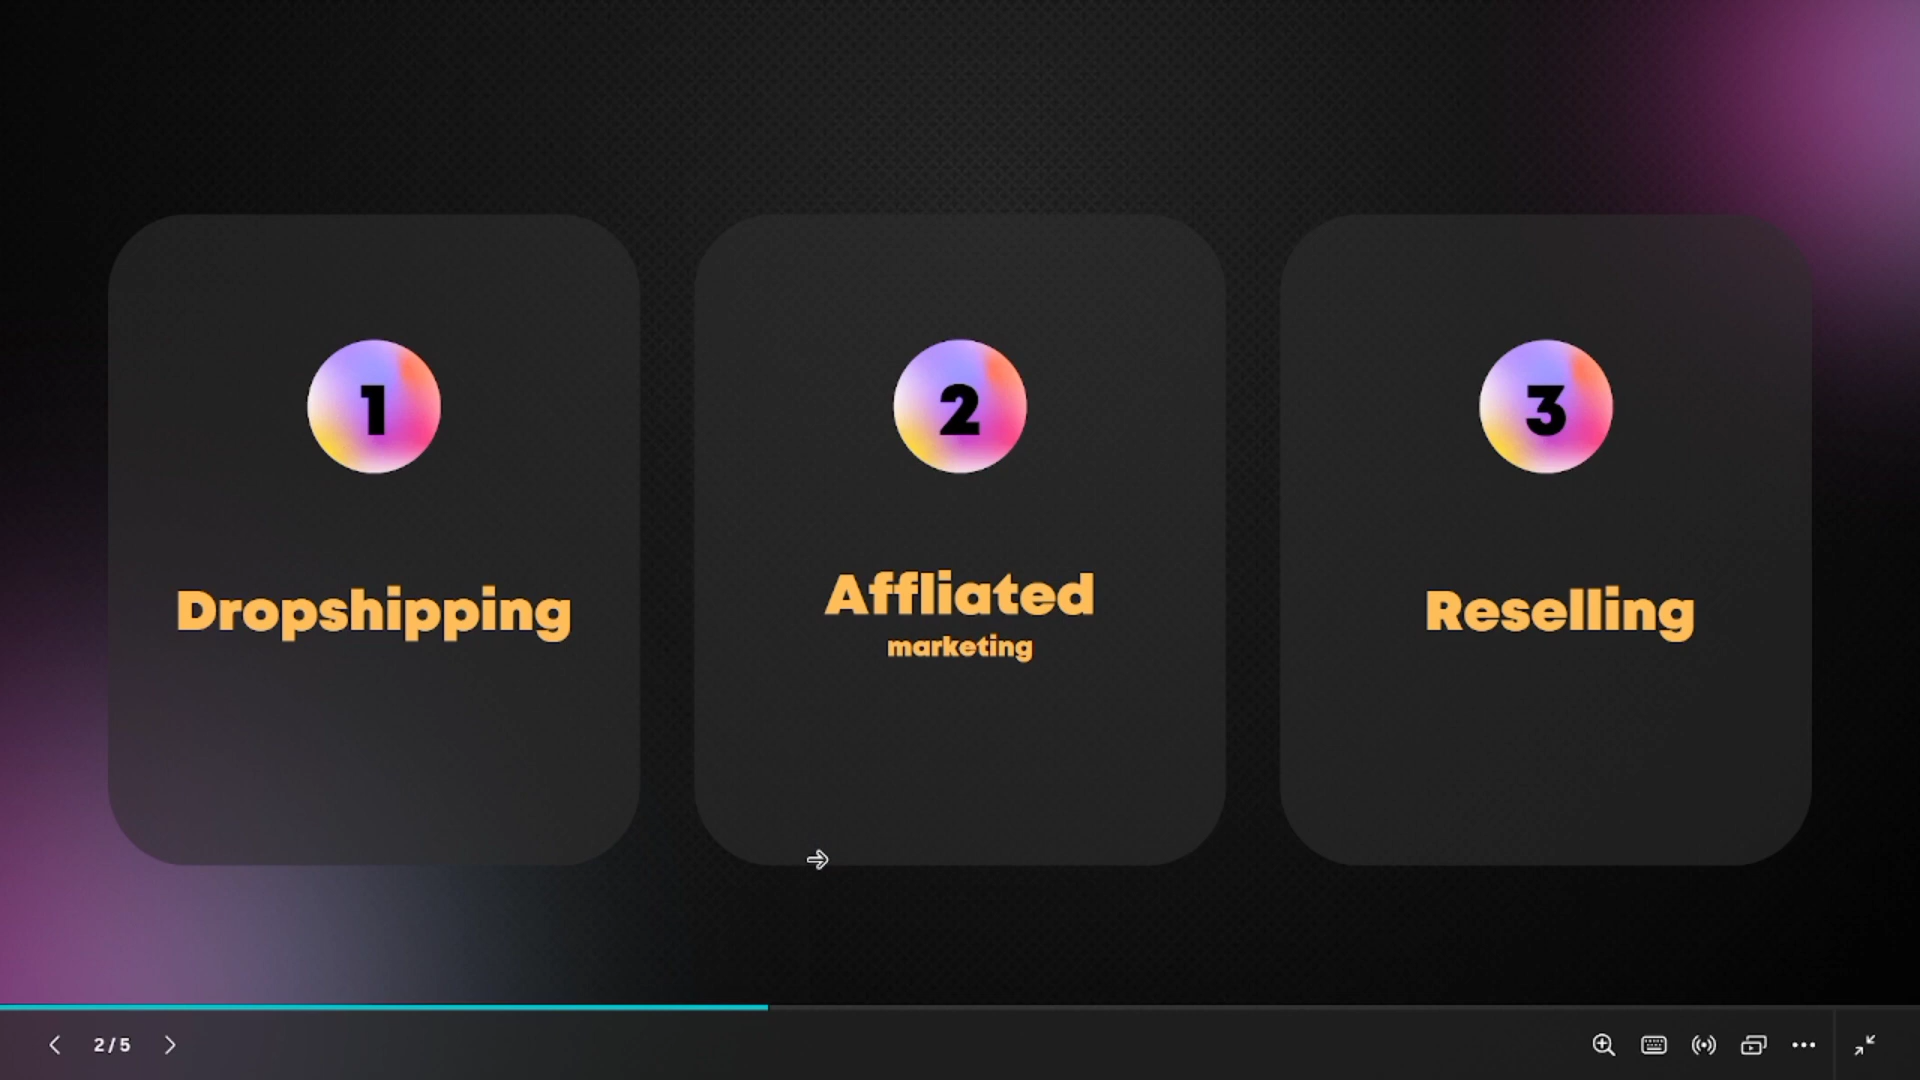 1
Dropshipping
2
Affliated
marketing
3
Reselling
2 / 5